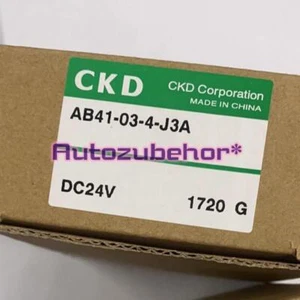 CKD
CKD Corporation
MADE IN CHINA
AB41-03-4-J3A
Autozubehor*
DC24V
1720 G